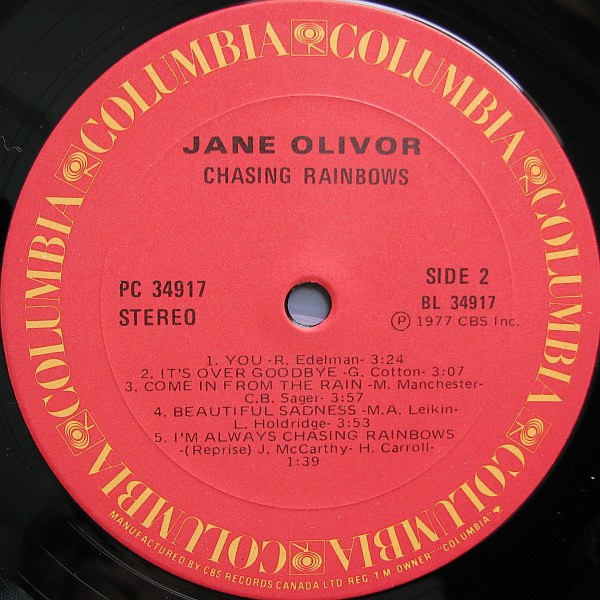 COLUMBIA COLUMBIA COLUMBIA COLUMBIA COLUMBIA COLUMBIA
JANE OLIVOR
CHASING RAINBOWS
PC 34917
STEREO
SIDE 2
BL 34917
Ⓟ 1977 CBS Inc.
1. YOU -R. Edelman- 3:24
2. IT'S OVER GOODBYE -G. Cotton- 3:07
3. COME IN FROM THE RAIN -M. Manchester-
C.B. Sager- 3:57
4. BEAUTIFUL SADNESS -M.A. Leikin-
L. Holdridge- 3:53
5. I'M ALWAYS CHASING RAINBOWS
-(Reprise) J. McCarthy- H. Carroll-
1:39
MANUFACTURED BY CBS RECORDS CANADA LTD REG. T.M. OWNER "COLUMBIA"